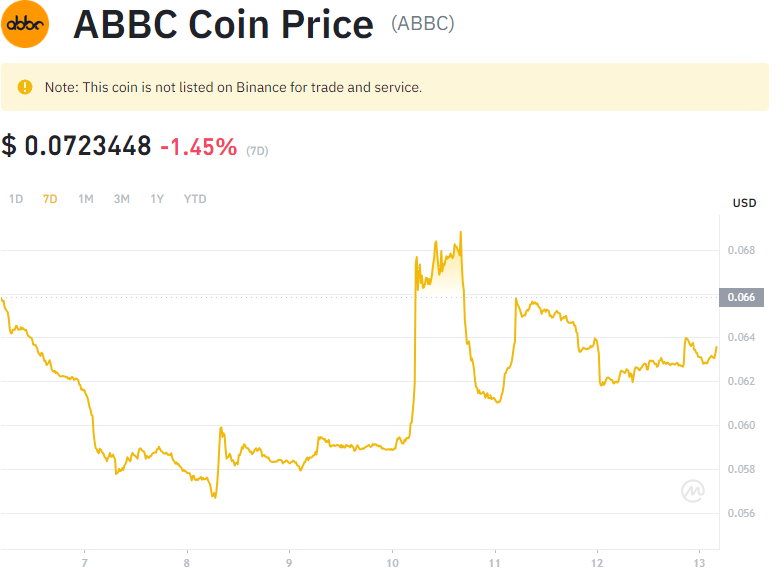 abbc
ABBC Coin Price (ABBC)
Note: This coin is not listed on Binance for trade and service.
$ 0.0723448 -1.45% (7D)
1D 7D 1M 3M 1Y YTD
USD
0.068
0.066
0.064
0.062
0.060
0.058
0.056
7 8 9 10 11 12 13